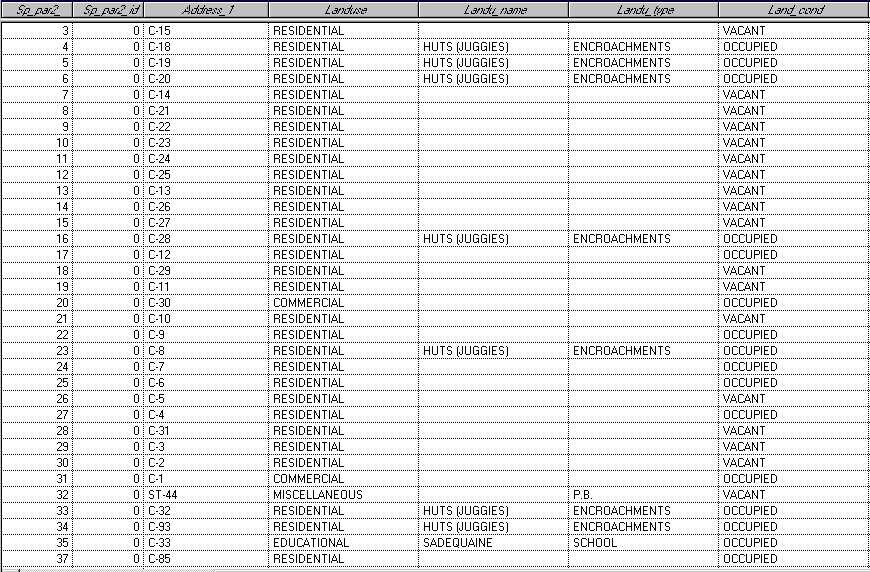 Sp_par2_ Sp_par2_id Address_1 Landuse Landu_name Landu_type Land_cond
3 0 C-15 RESIDENTIAL VACANT
4 0 C-18 RESIDENTIAL HUTS (JUGGIES) ENCROACHMENTS OCCUPIED
5 0 C-19 RESIDENTIAL HUTS (JUGGIES) ENCROACHMENTS OCCUPIED
6 0 C-20 RESIDENTIAL HUTS (JUGGIES) ENCROACHMENTS OCCUPIED
7 0 C-14 RESIDENTIAL VACANT
8 0 C-21 RESIDENTIAL VACANT
9 0 C-22 RESIDENTIAL VACANT
10 0 C-23 RESIDENTIAL VACANT
11 0 C-24 RESIDENTIAL VACANT
12 0 C-25 RESIDENTIAL VACANT
13 0 C-13 RESIDENTIAL VACANT
14 0 C-26 RESIDENTIAL VACANT
15 0 C-27 RESIDENTIAL VACANT
16 0 C-28 RESIDENTIAL HUTS (JUGGIES) ENCROACHMENTS OCCUPIED
17 0 C-12 RESIDENTIAL OCCUPIED
18 0 C-29 RESIDENTIAL VACANT
19 0 C-11 RESIDENTIAL VACANT
20 0 C-30 COMMERCIAL OCCUPIED
21 0 C-10 RESIDENTIAL VACANT
22 0 C-9 RESIDENTIAL OCCUPIED
23 0 C-8 RESIDENTIAL HUTS (JUGGIES) ENCROACHMENTS OCCUPIED
24 0 C-7 RESIDENTIAL OCCUPIED
25 0 C-6 RESIDENTIAL OCCUPIED
26 0 C-5 RESIDENTIAL VACANT
27 0 C-4 RESIDENTIAL OCCUPIED
28 0 C-31 RESIDENTIAL VACANT
29 0 C-3 RESIDENTIAL VACANT
30 0 C-2 RESIDENTIAL VACANT
31 0 C-1 COMMERCIAL OCCUPIED
32 0 ST-44 MISCELLANEOUS P.B. VACANT
33 0 C-32 RESIDENTIAL HUTS (JUGGIES) ENCROACHMENTS OCCUPIED
34 0 C-93 RESIDENTIAL HUTS (JUGGIES) ENCROACHMENTS OCCUPIED
35 0 C-33 EDUCATIONAL SADEQUAINE SCHOOL OCCUPIED
37 0 C-85 RESIDENTIAL OCCUPIED